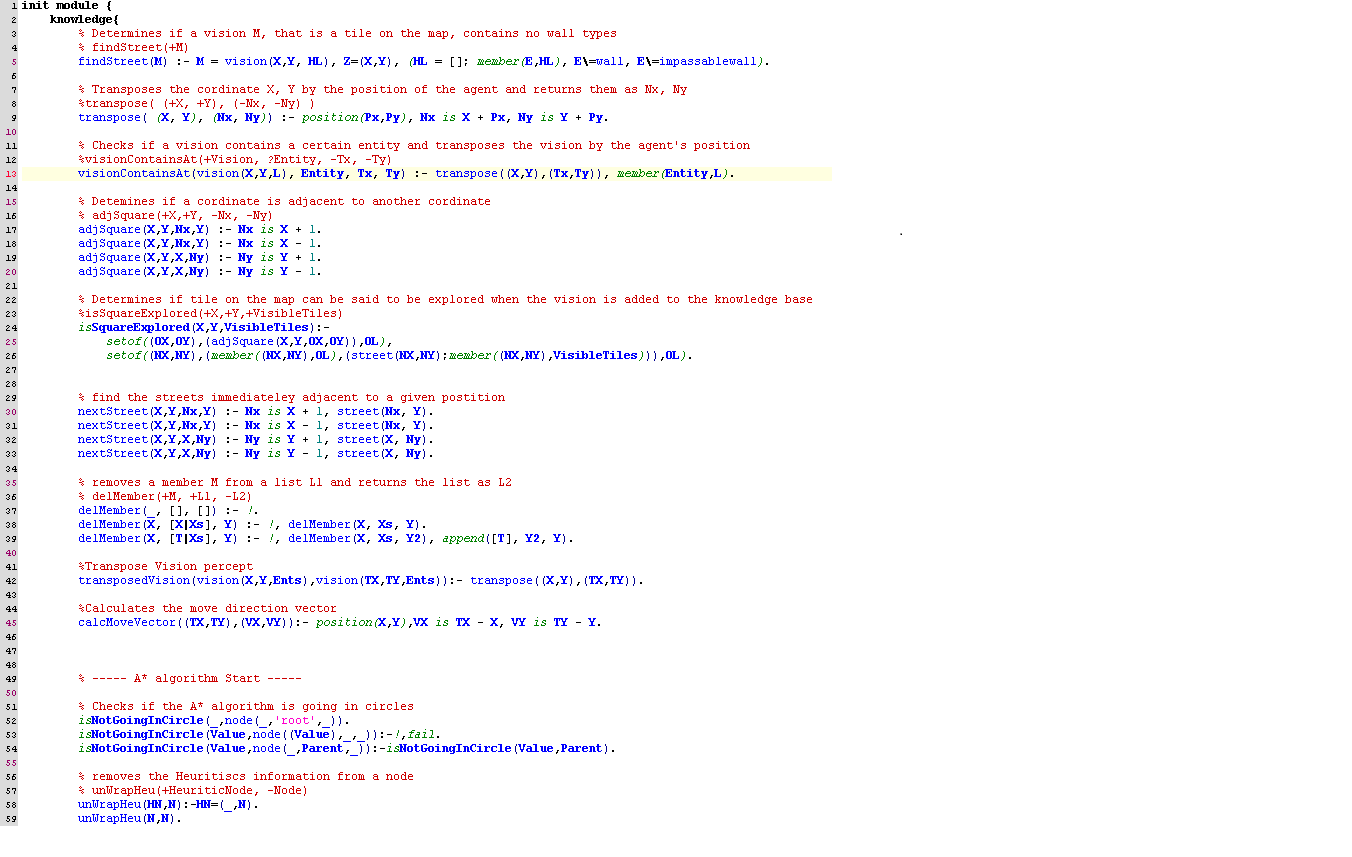 1 init module {
2 knowledge{
3 % Determines if a vision M, that is a tile on the map, contains no wall types
4 % findStreet(+M)
5 findStreet(M) :- M = vision(X,Y, HL), Z=(X,Y), (HL = []; member(E,HL), E\=wall, E\=impassablewall).
6
7 % Transposes the cordinate X, Y by the position of the agent and returns them as Nx, Ny
8 %transpose( (+X, +Y), (-Nx, -Ny) )
9 transpose( (X, Y), (Nx, Ny)) :- position(Px,Py), Nx is X + Px, Ny is Y + Py.
10
11 % Checks if a vision contains a certain entity and transposes the vision by the agent's position
12 %visionContainsAt(+Vision, ?Entity, -Tx, -Ty)
13 visionContainsAt(vision(X,Y,L), Entity, Tx, Ty) :- transpose((X,Y),(Tx,Ty)), member(Entity,L).
14
15 % Detemines if a cordinate is adjacent to another cordinate
16 % adjSquare(+X,+Y, -Nx, -Ny)
17 adjSquare(X,Y,Nx,Y) :- Nx is X + 1.
18 adjSquare(X,Y,Nx,Y) :- Nx is X - 1.
19 adjSquare(X,Y,X,Ny) :- Ny is Y + 1.
20 adjSquare(X,Y,X,Ny) :- Ny is Y - 1.
21
22 % Determines if tile on the map can be said to be explored when the vision is added to the knowledge base
23 %isSquareExplored(+X,+Y,+VisibleTiles)
24 isSquareExplored(X,Y,VisibleTiles):-
25 setof((OX,OY),(adjSquare(X,Y,OX,OY)),OL),
26 setof((NX,NY),(member((NX,NY),OL),(street(NX,NY);member((NX,NY),VisibleTiles))),OL).
27
28
29 % find the streets immediateley adjacent to a given postition
30 nextStreet(X,Y,Nx,Y) :- Nx is X + 1, street(Nx, Y).
31 nextStreet(X,Y,Nx,Y) :- Nx is X - 1, street(Nx, Y).
32 nextStreet(X,Y,X,Ny) :- Ny is Y + 1, street(X, Ny).
33 nextStreet(X,Y,X,Ny) :- Ny is Y - 1, street(X, Ny).
34
35 % removes a member M from a list L1 and returns the list as L2
36 % delMember(+M, +L1, -L2)
37 delMember(_, [], []) :- !.
38 delMember(X, [X|Xs], Y) :- !, delMember(X, Xs, Y).
39 delMember(X, [T|Xs], Y) :- !, delMember(X, Xs, Y2), append([T], Y2, Y).
40
41 %Transpose Vision percept
42 transposedVision(vision(X,Y,Ents),vision(TX,TY,Ents)):- transpose((X,Y),(TX,TY)).
43
44 %Calculates the move direction vector
45 calcMoveVector((TX,TY),(VX,VY)):- position(X,Y),VX is TX - X, VY is TY - Y.
46
47
48
49 % ----- A* algorithm Start -----
50
51 % Checks if the A* algorithm is going in circles
52 isNotGoingInCircle(_,node(_,'root',_)).
53 isNotGoingInCircle(Value,node((Value),_,_)):-!,fail.
54 isNotGoingInCircle(Value,node(_,Parent,_)):-isNotGoingInCircle(Value,Parent).
55
56 % removes the Heuritiscs information from a node
57 % unWrapHeu(+HeuriticNode, -Node)
58 unWrapHeu(HN,N):-HN=(_,N).
59 unWrapHeu(N,N).